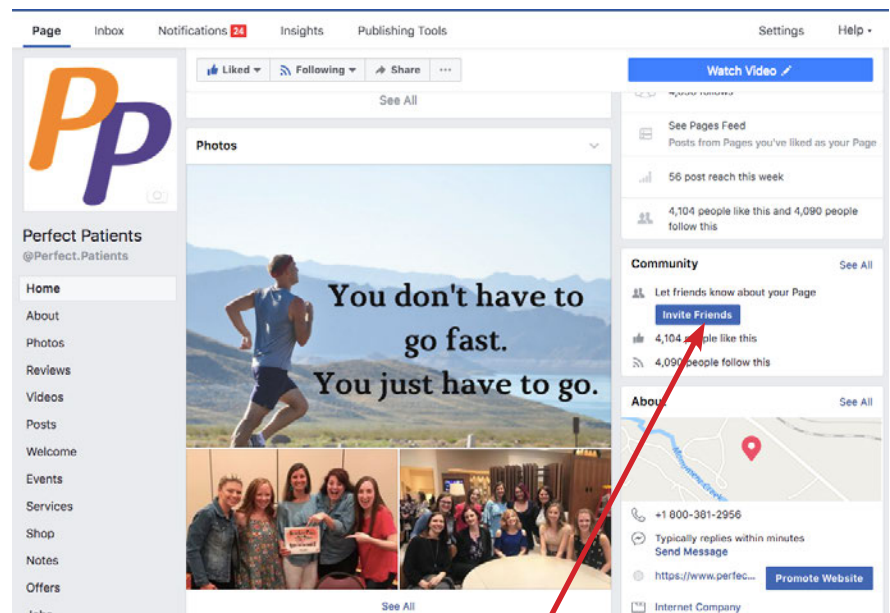 Page Inbox Notifications 24 Insights Publishing Tools Settings Help
Liked Following Share ...
Watch Video
PP
Perfect Patients
@Perfect.Patients
Home
About
Photos
Reviews
Videos
Posts
Welcome
Events
Services
Shop
Notes
Offers
See All
Photos
You don't have to
go fast.
You just have to go.
See All
See Pages Feed
Posts from Pages you've liked as your Page
56 post reach this week
4,104 people like this and 4,090 people
follow this
Community See All
Let friends know about your Page
Invite Friends
4,104 people like this
4,090 people follow this
About See All
+1 800-381-2956
Typically replies within minutes
Send Message
https://www.perfec... Promote Website
Internet Company